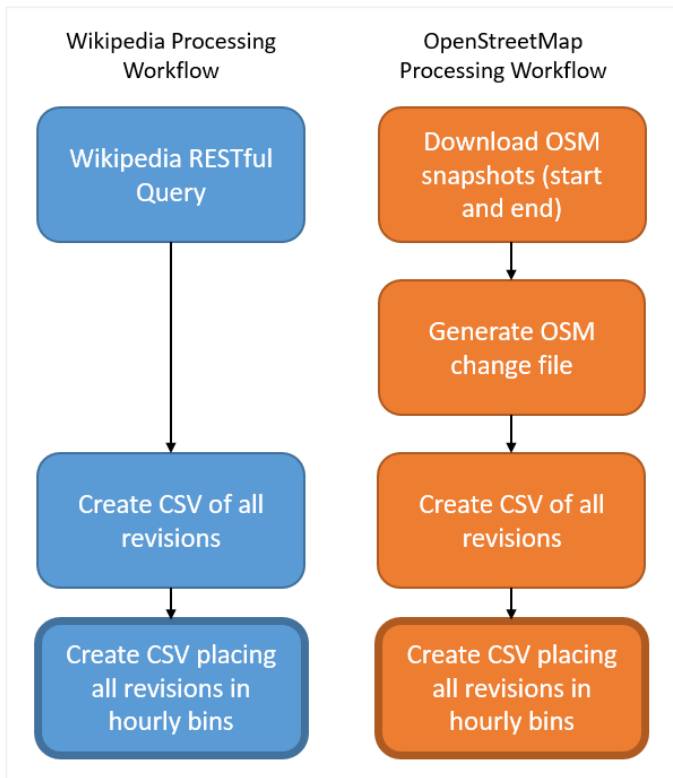 Wikipedia Processing
Workflow
OpenStreetMap
Processing Workflow
Wikipedia RESTful
Query
Download OSM
snapshots (start
and end)
Generate OSM
change file
Create CSV of all
revisions
Create CSV of all
revisions
Create CSV placing
all revisions in
hourly bins
Create CSV placing
all revisions in
hourly bins